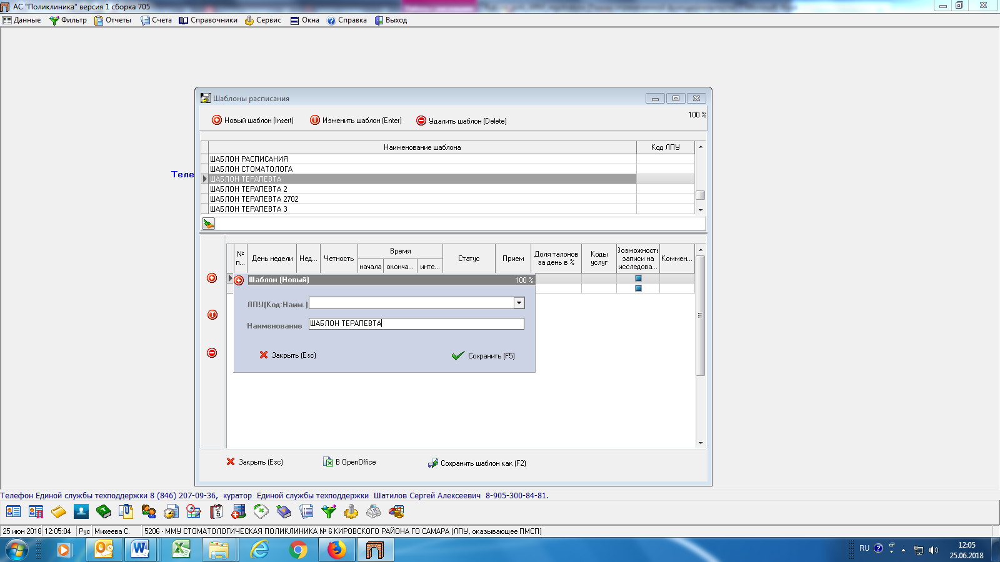 АС "Поликлиника" версия 1 сборка 705
Данные Фильтр Отчеты Счета Справочники Сервис Окна Справка Выход
Шаблоны расписания
Новый шаблон (Insert) Изменить шаблон (Enter) Удалить шаблон (Delete) 100 %
Наименование шаблона Код ЛПУ
ШАБЛОН РАСПИСАНИЯ
ШАБЛОН СТОМАТОЛОГА
Теле
ШАБЛОН ТЕРАПЕВТА
ШАБЛОН ТЕРАПЕВТА 2
ШАБЛОН ТЕРАПЕВТА 2702
ШАБЛОН ТЕРАПЕВТА 3
№ п... День недели Нед... Четность Время начала оконча... инте... Статус Прием Доля талонов за день в % Коды услуг Возможность записи на исследова... Коммен...
Шаблон (Новый) 100 %
ЛПУ(Код:Наим.)
Наименование ШАБЛОН ТЕРАПЕВТА
Закрыть (Esc) Сохранить (F5)
Закрыть (Esc) В OpenOffice Сохранить шаблон как (F2)
Телефон Единой службы техподдержки 8 (846) 207-09-36, куратор Единой службы техподдержки Шатилов Сергей Алексеевич 8-905-300-84-81.
25 июн 2018 12:05:04 Рус Михеева С. 5206 - ММУ СТОМАТОЛОГИЧЕСКАЯ ПОЛИКЛИНИКА № 6 КИРОВСКОГО РАЙОНА ГО САМАРА (ЛПУ, оказывающее ПМСП)
RU 12:05
25.06.2018